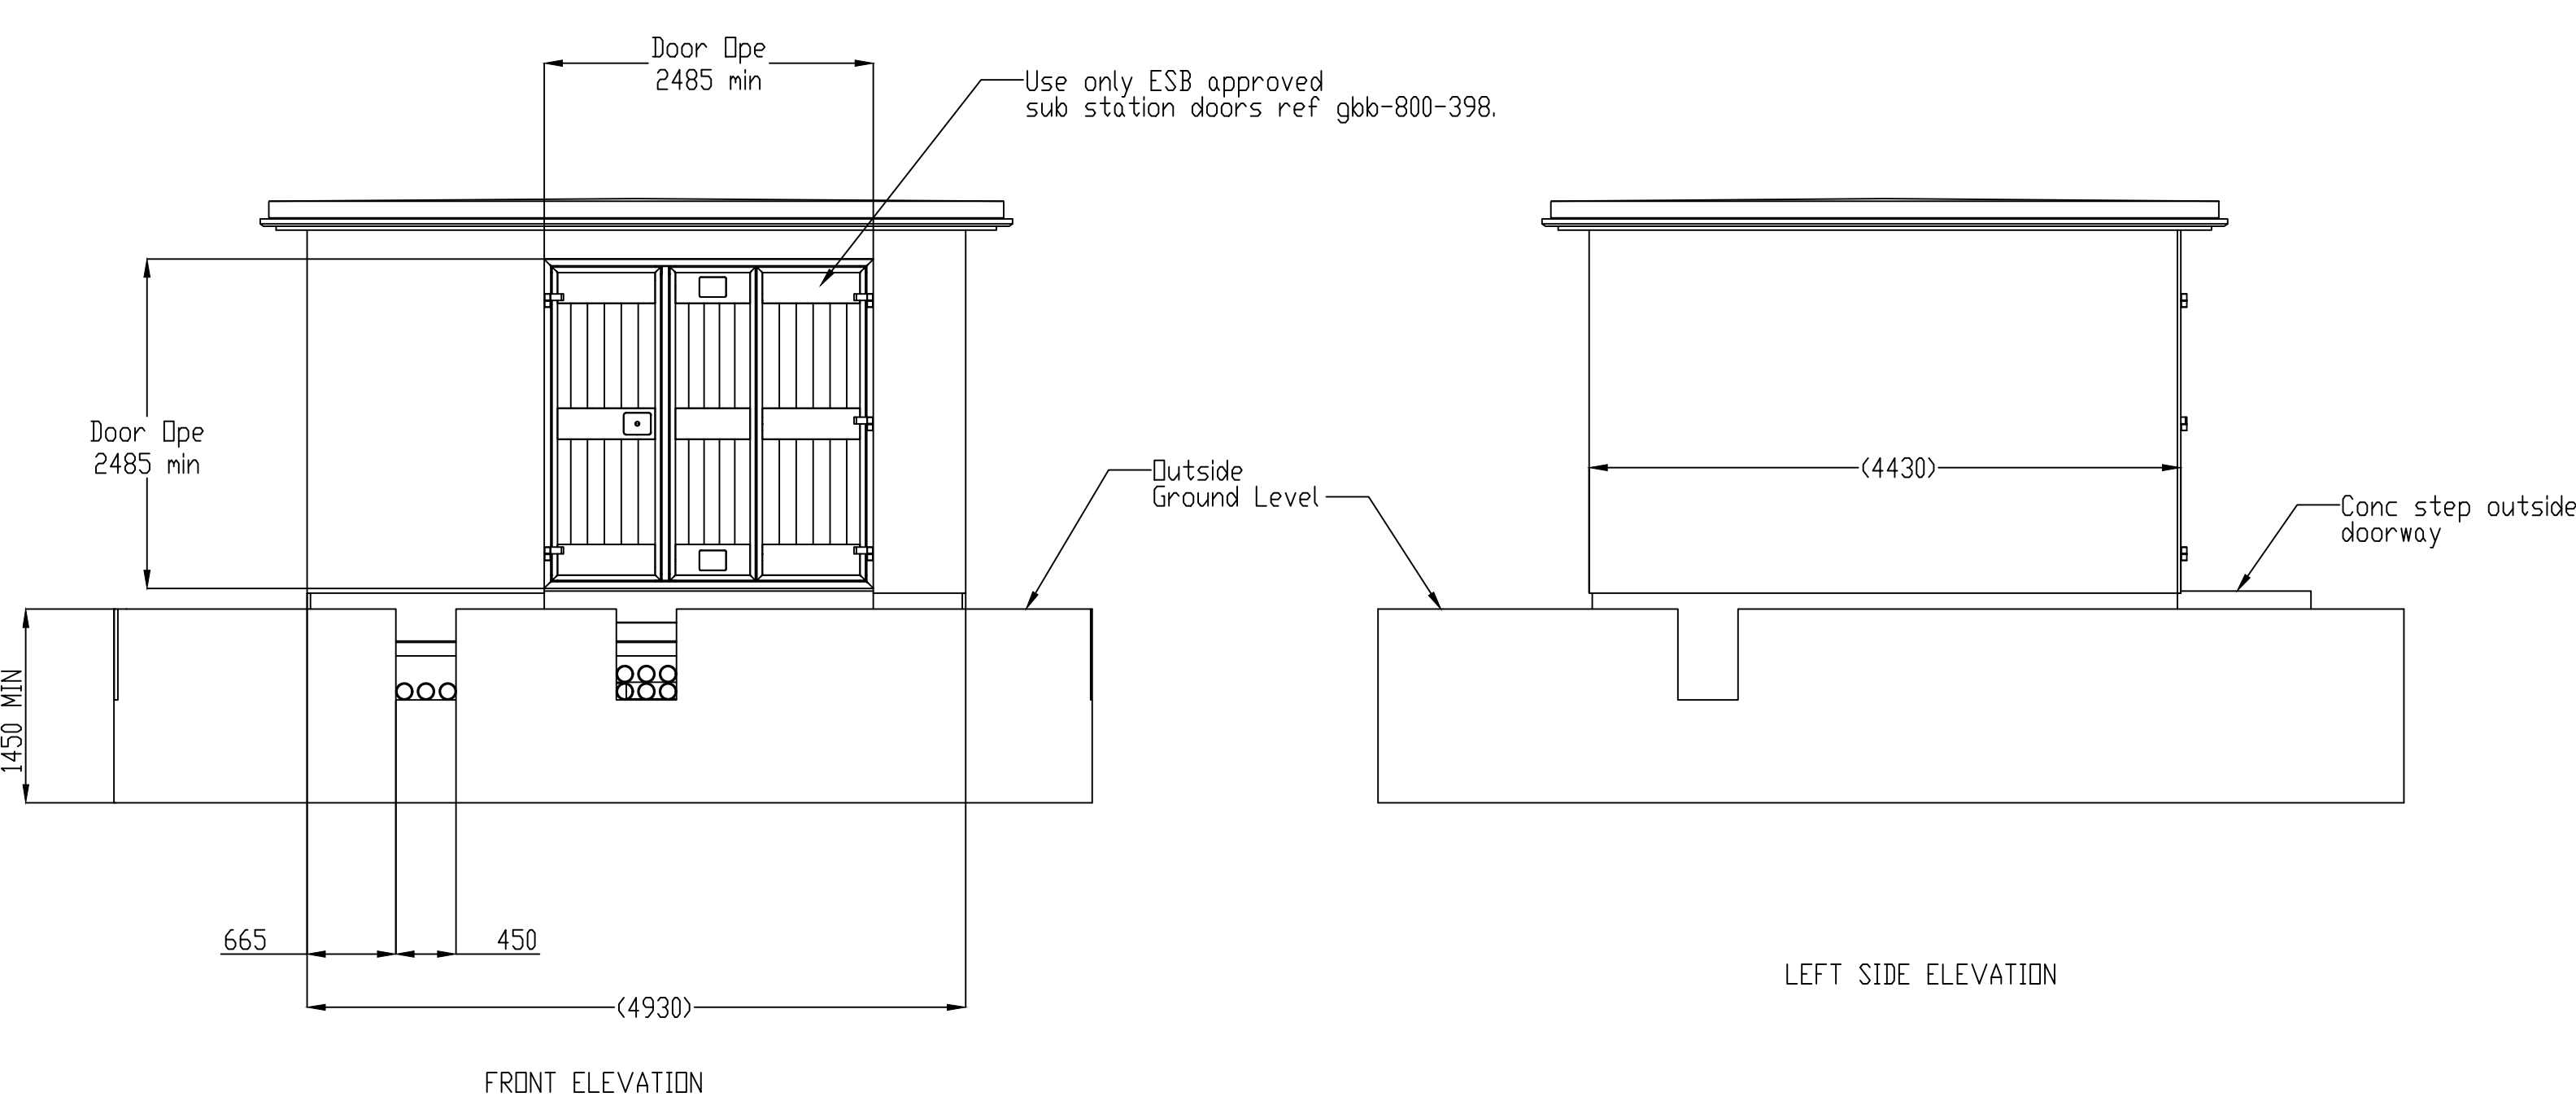 Door Ope
2485 min
Use only ESB approved
sub station doors ref gbb-800-398.
Door Ope
2485 min
Outside
Ground Level
(4430)
Conc step outside
doorway
1450 MIN
665
450
(4930)
LEFT SIDE ELEVATION
FRONT ELEVATION